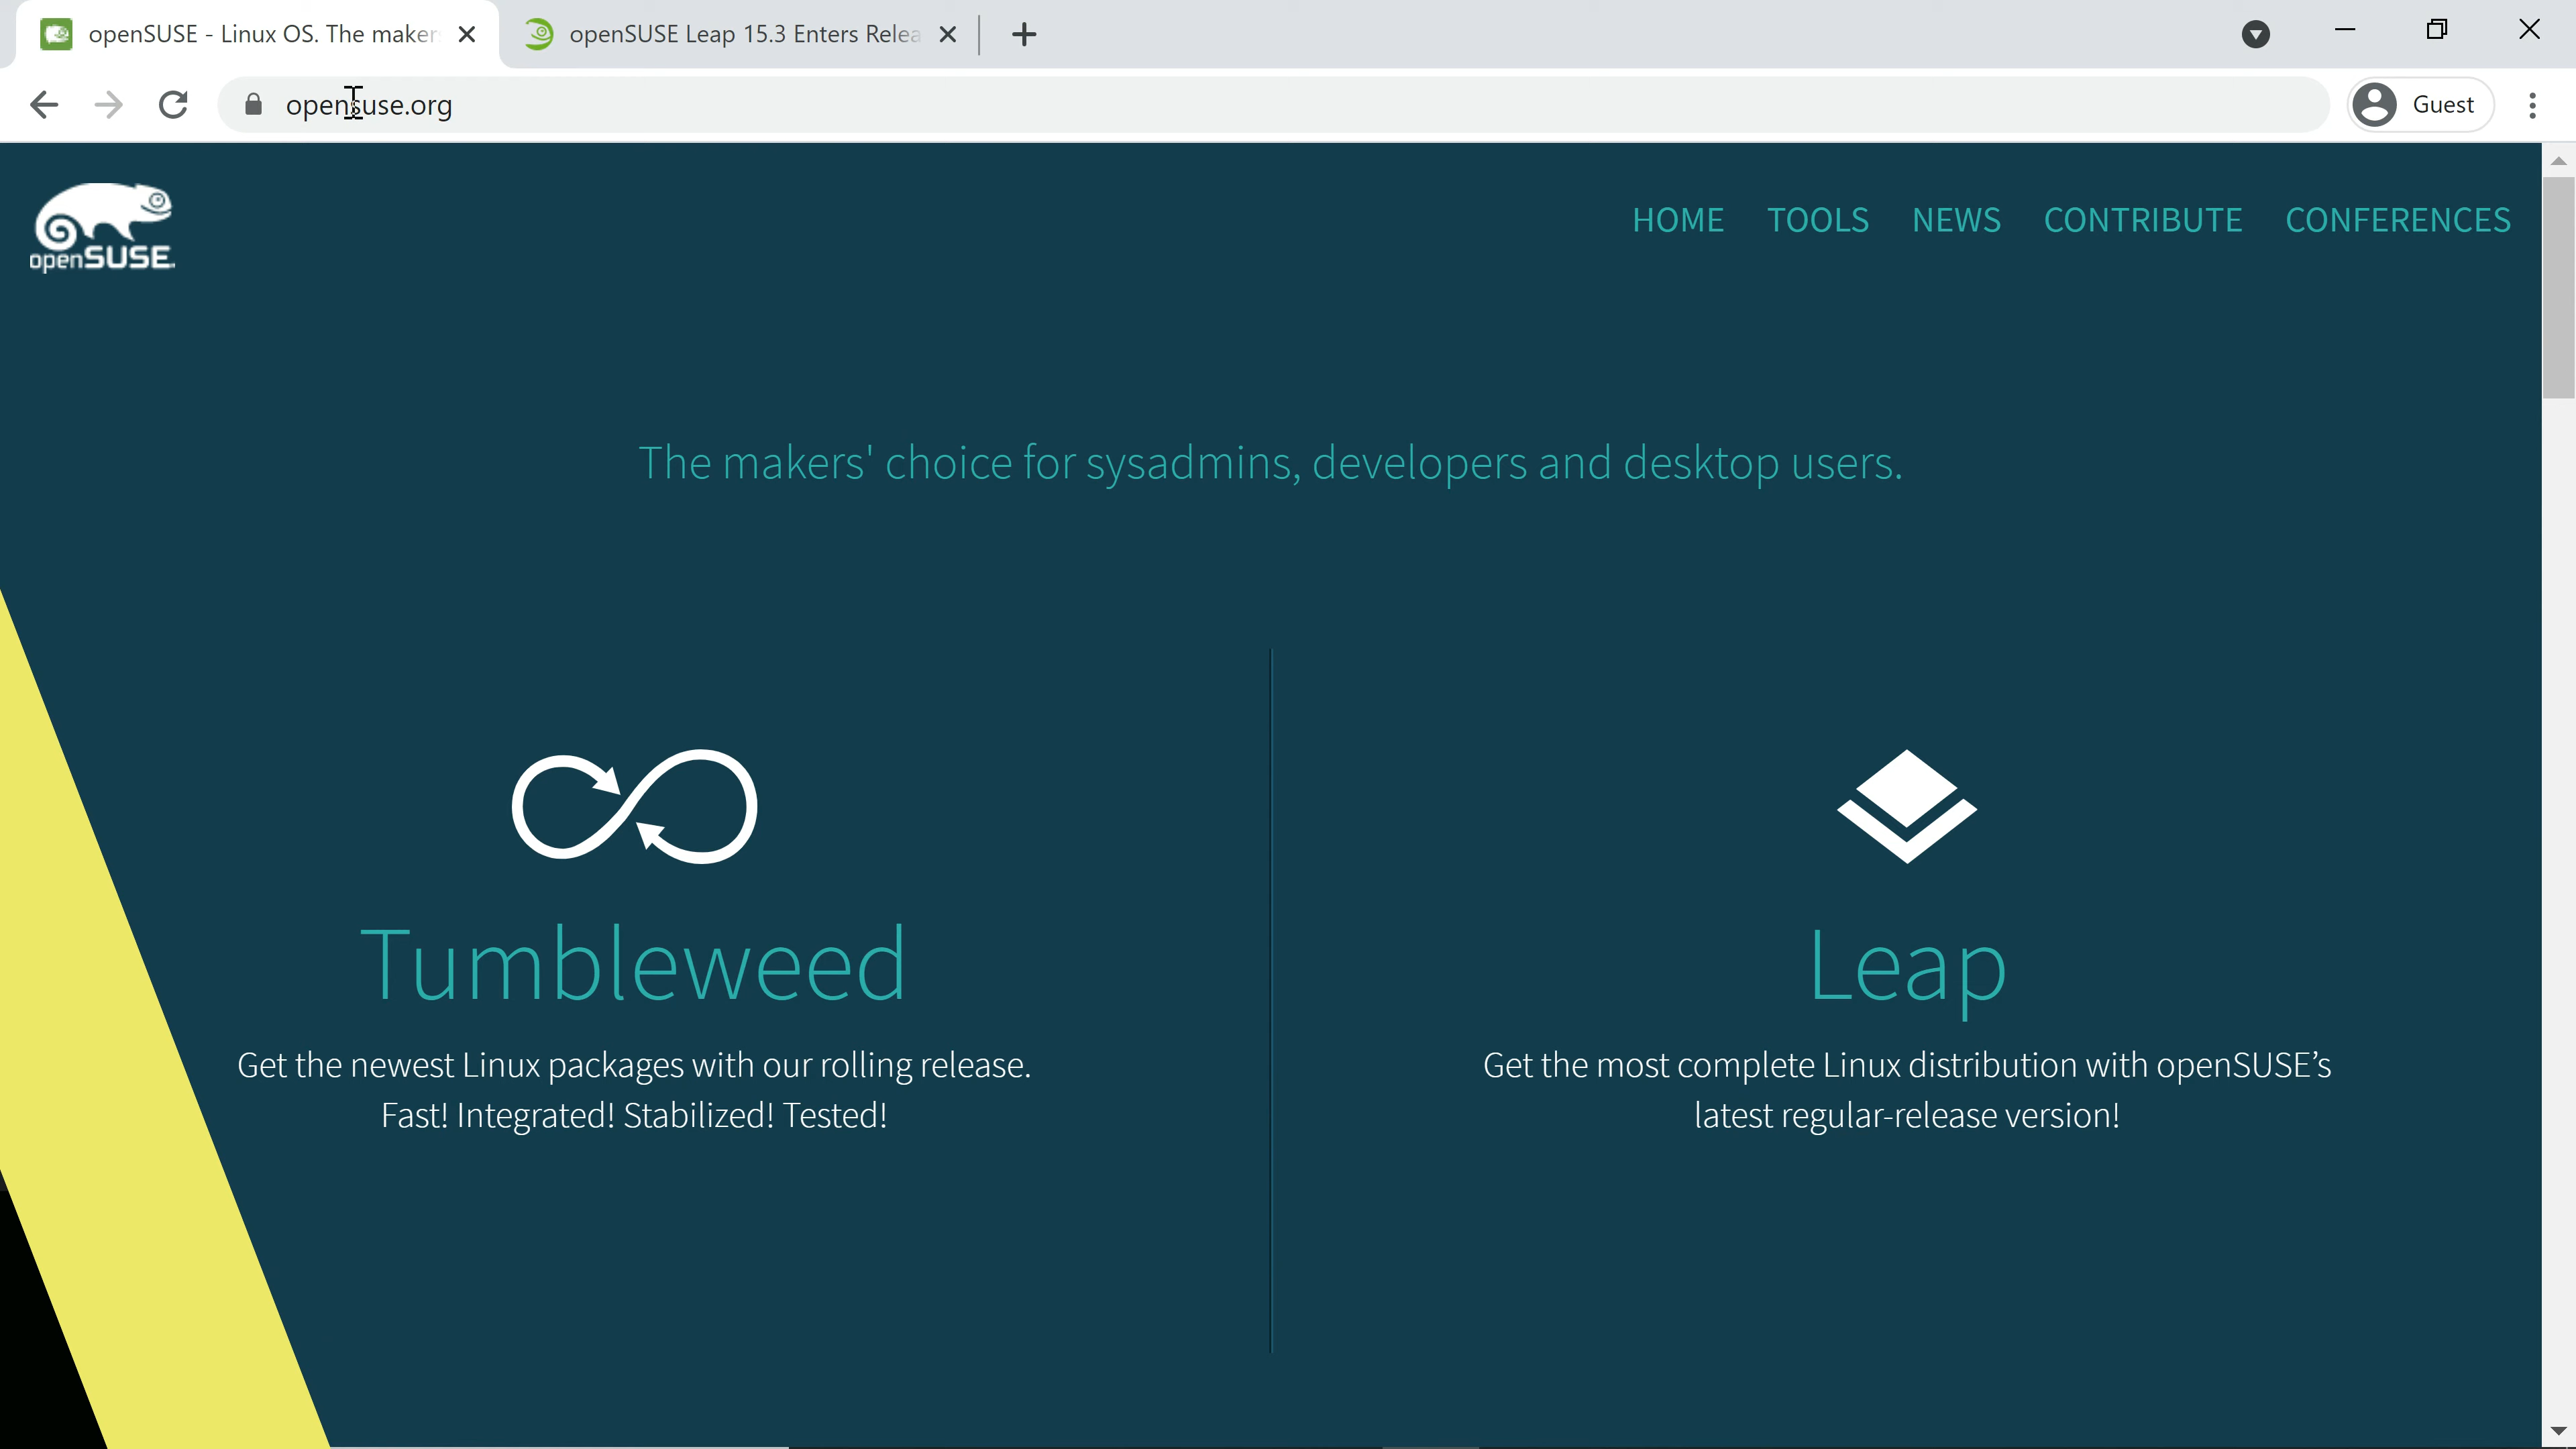 openSUSE - Linux OS. The maker
openSUSE Leap 15.3 Enters Relea
opensuse.org
Guest
openSUSE
HOME TOOLS NEWS CONTRIBUTE CONFERENCES
The makers' choice for sysadmins, developers and desktop users.
Tumbleweed
Get the newest Linux packages with our rolling release.
Fast! Integrated! Stabilized! Tested!
Leap
Get the most complete Linux distribution with openSUSE’s
latest regular-release version!